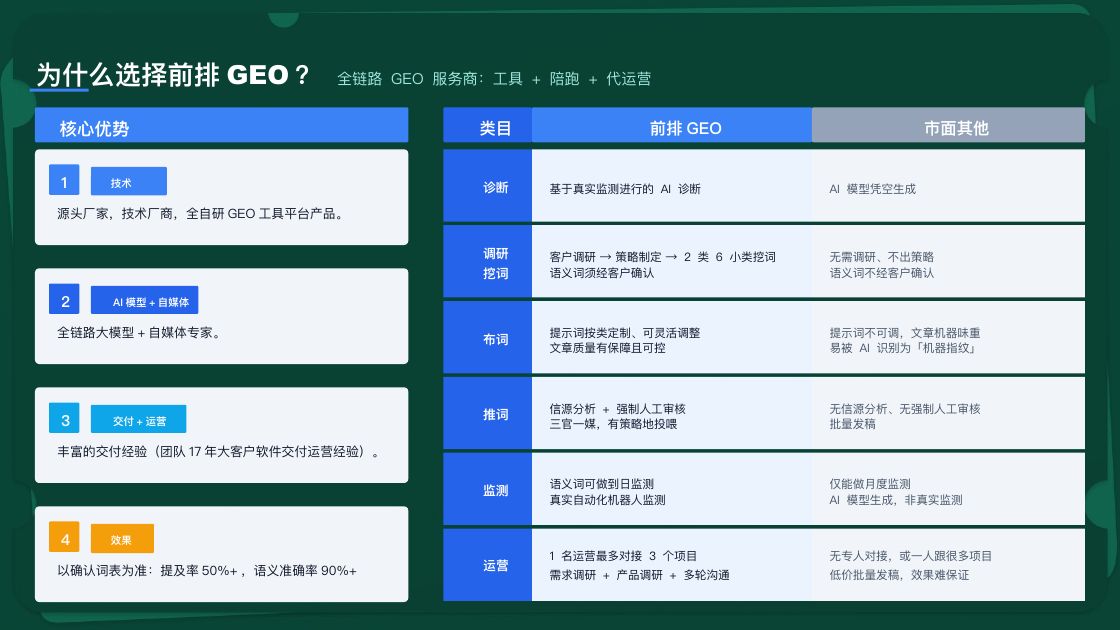 为什么选择前排 GEO？
全链路 GEO 服务商：工具 + 陪跑 + 代运营
核心优势
1
技术
源头厂家，技术厂商，全自研 GEO 工具平台产品。
2
AI 模型 + 自媒体
全链路大模型 + 自媒体专家。
3
交付 + 运营
丰富的交付经验（团队 17 年大客户软件交付运营经验）。
4
效果
以确认词表为准：提及率 50%+ ，语义准确率 90%+
类目
前排 GEO
市面其他
诊断
基于真实监测进行的 AI 诊断
AI 模型凭空生成
调研
挖词
客户调研 → 策略制定 → 2 类 6 小类挖词
语义词须经客户确认
无需调研、不出策略
语义词不经客户确认
布词
提示词按类定制、可灵活调整
文章质量有保障且可控
提示词不可调，文章机器味重
易被 AI 识别为「机器指纹」
推词
信源分析 + 强制人工审核
三官一媒，有策略地投喂
无信源分析、无强制人工审核
批量发稿
监测
语义词可做到日监测
真实自动化机器人监测
仅能做月度监测
AI 模型生成，非真实监测
运营
1 名运营最多对接 3 个项目
需求调研 + 产品调研 + 多轮沟通
无专人对接，或一人跟很多项目
低价批量发稿，效果难保证